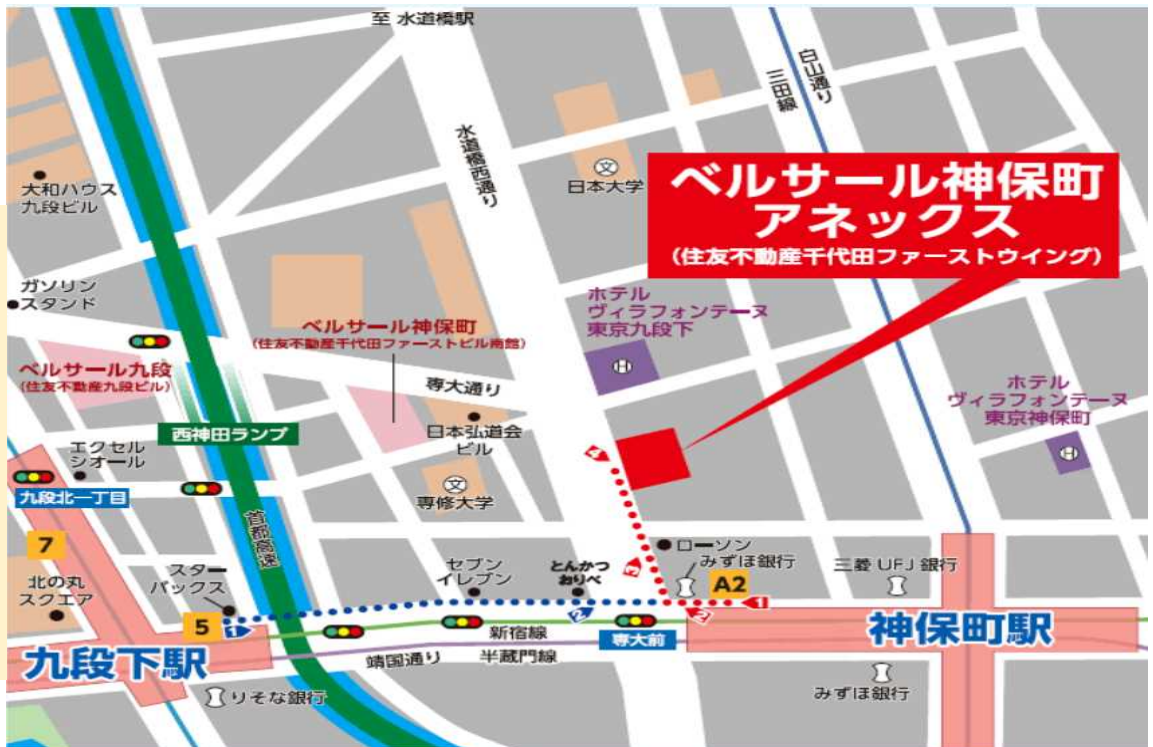 至 水道橋駅
白山通り
三田線
水道橋西通り
大和ハウス
九段ビル
文
日本大学
ベルサール神保町
アネックス
(住友不動産千代田ファーストウイング)
ガソリン
スタンド
ホテル
ヴィラフォンテーヌ
東京九段下
H
ベルサール神保町
(住友不動産千代田ファーストビル南館)
ベルサール九段
(住友不動産九段ビル)
専大通り
ホテル
ヴィラフォンテーヌ
東京神保町
H
西神田ランプ
日本弘道会
ビル
エクセル
シオール
4
九段北一丁目
文
専修大学
首都高速
7
ローソン
みずほ銀行
セブン
イレブン
とんかつ
おりべ
3
三菱UFJ銀行
スター
バックス
北の丸
スクエア
A2
5
1
2
2
1
新宿線
専大前
神保町駅
九段下駅
靖国通り
半蔵門線
りそな銀行
みずほ銀行